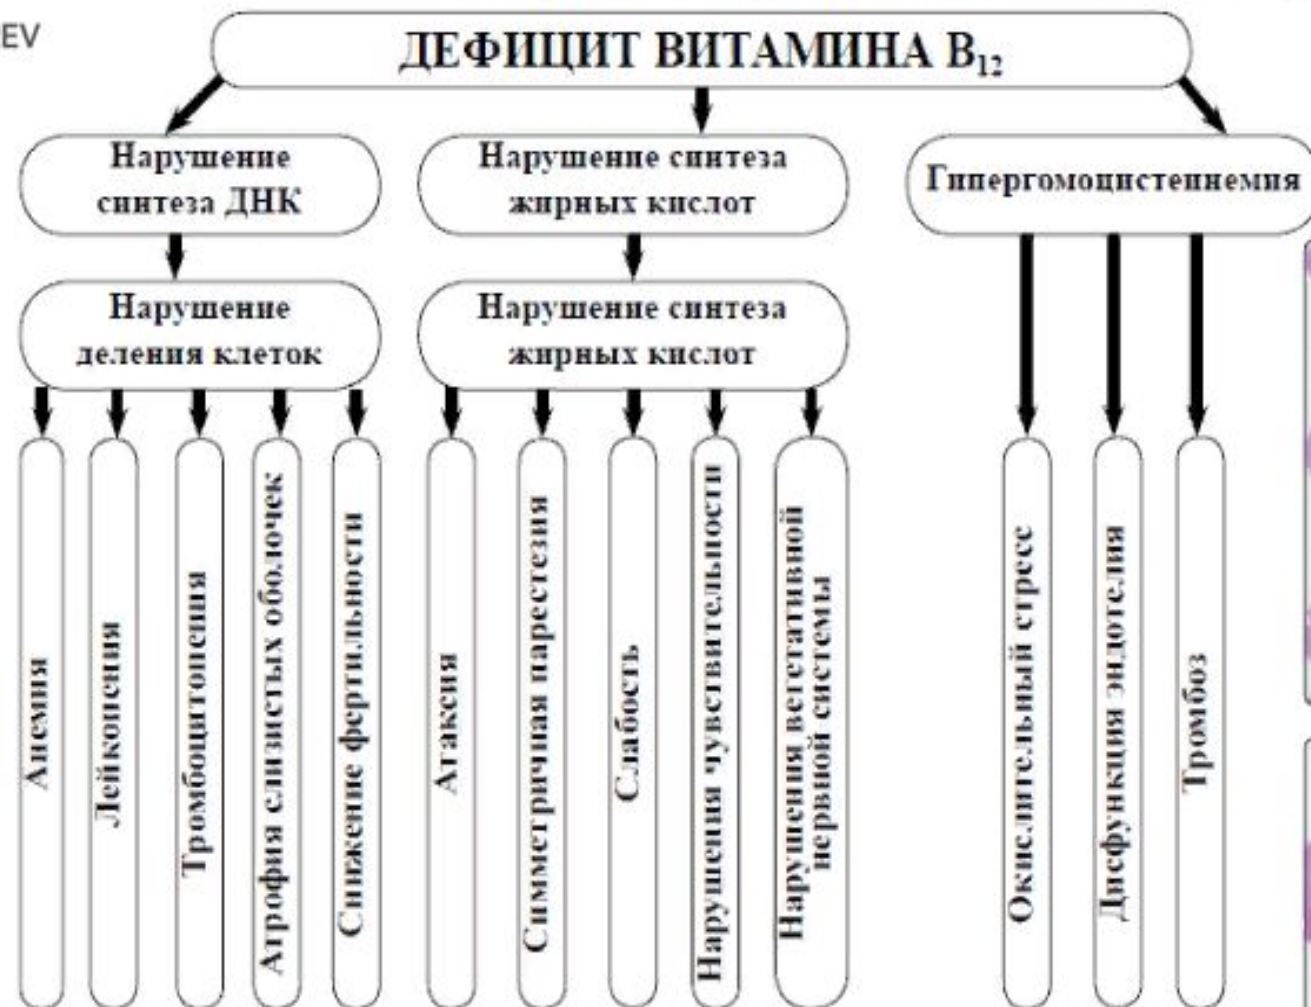 EV
ДЕФИЦИТ ВИТАМИНА В₁₂
Нарушение
синтеза ДНК
Нарушение синтеза
жирных кислот
Гипергомоцистеинемия
Нарушение
деления клеток
Нарушение синтеза
жирных кислот
Анемия
Лейкопения
Тромбоцитопения
Атрофия слизистых оболочек
Снижение фертильности
Атаксия
Симметричная парестезия
Слабость
Нарушения чувствительности
Нарушения вегетативной
нервной системы
Окислительный стресс
Дисфункция эндотелия
Тромбоз